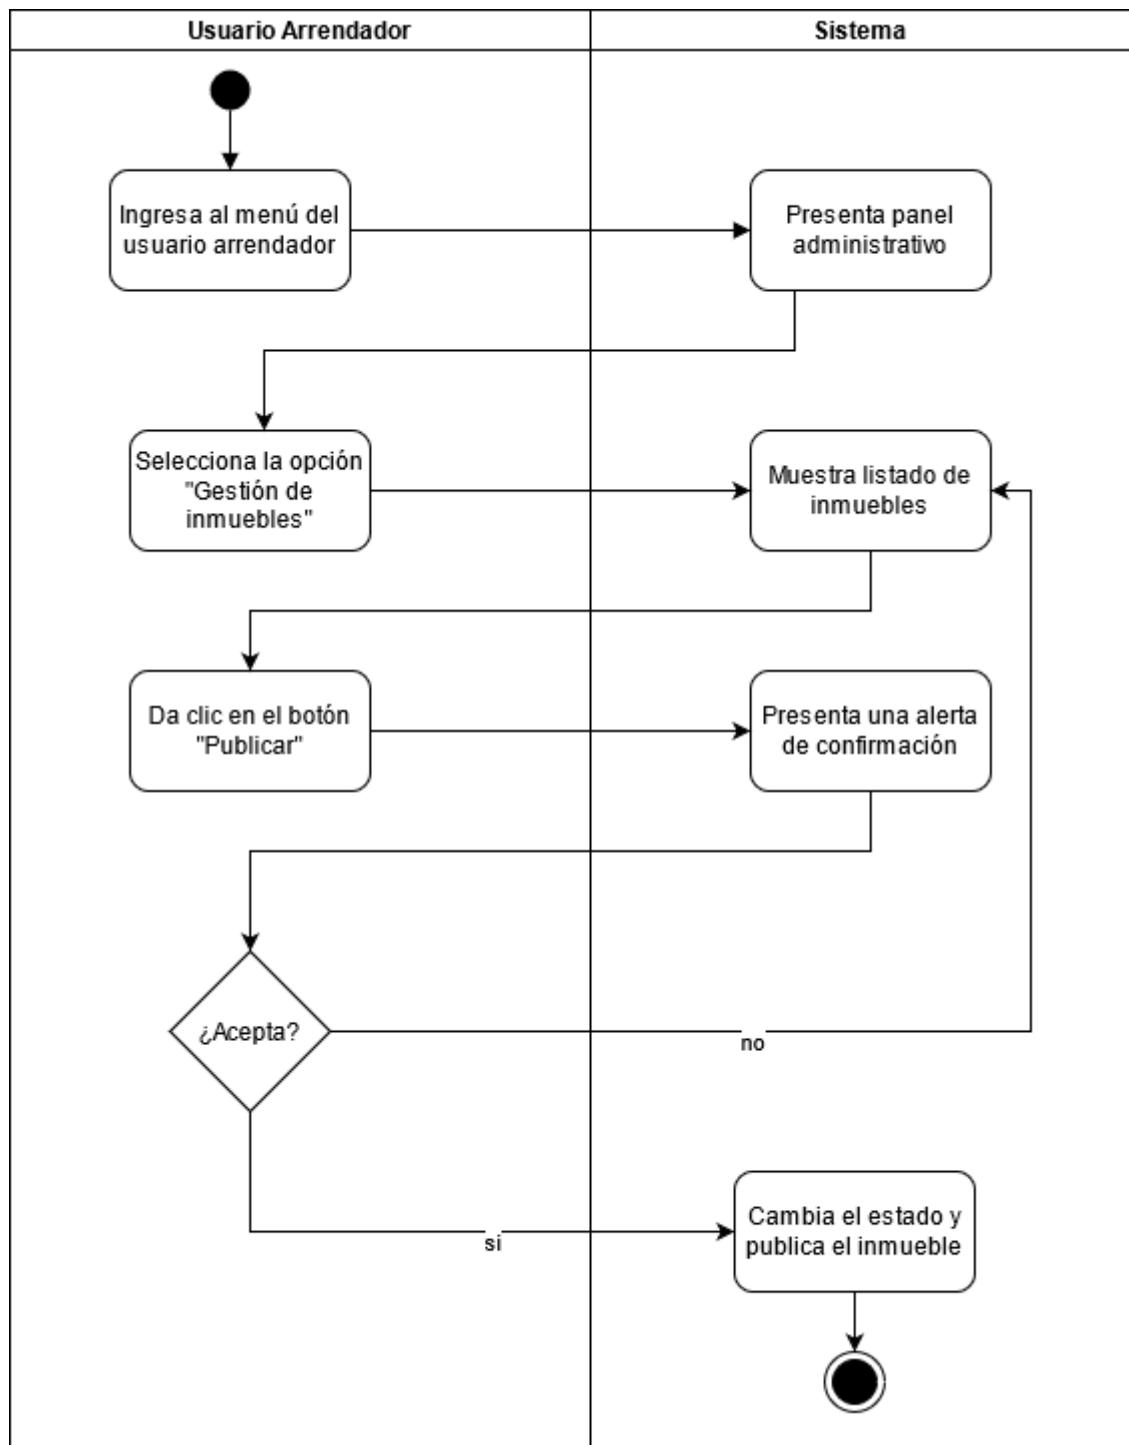 Usuario Arrendador
Sistema
Ingresa al menú del
usuario arrendador
Presenta panel
administrativo
Selecciona la opción
"Gestión de
inmuebles"
Muestra listado de
inmuebles
Da clic en el botón
"Publicar"
Presenta una alerta
de confirmación
¿Acepta?
no
si
Cambia el estado y
publica el inmueble